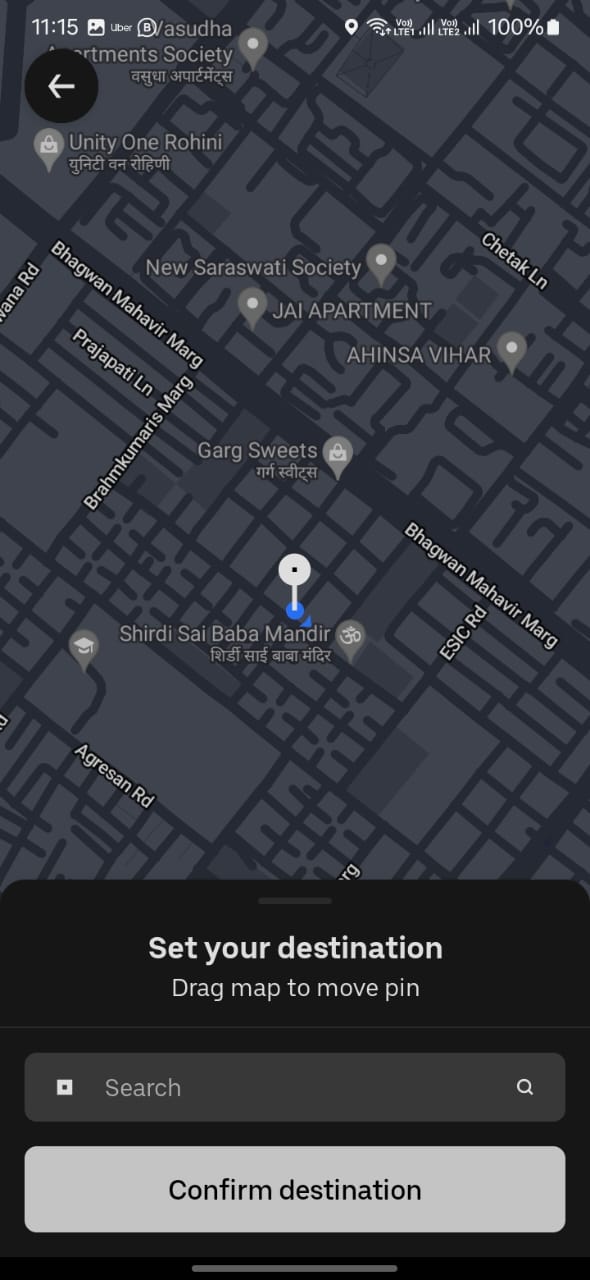 11:15 Uber B Vo)) LTE1 Vo)) LTE2 100%
Vasudha
Apartments Society
वसुधा अपार्टमेंट्स
Unity One Rohini
युनिटी वन रोहिणी
Chetak Ln
Bhagwan Mahavir Marg
New Saraswati Society
JAI APARTMENT
Prajapati Ln
AHINSA VIHAR
Brahmkumaris Marg
Garg Sweets
गर्ग स्वीट्स
Bhagwan Mahavir Marg
ESIC Rd
Shirdi Sai Baba Mandir
शिर्डी साई बाबा मंदिर
ॐ
Agresan Rd
Set your destination
Drag map to move pin
Search
Confirm destination